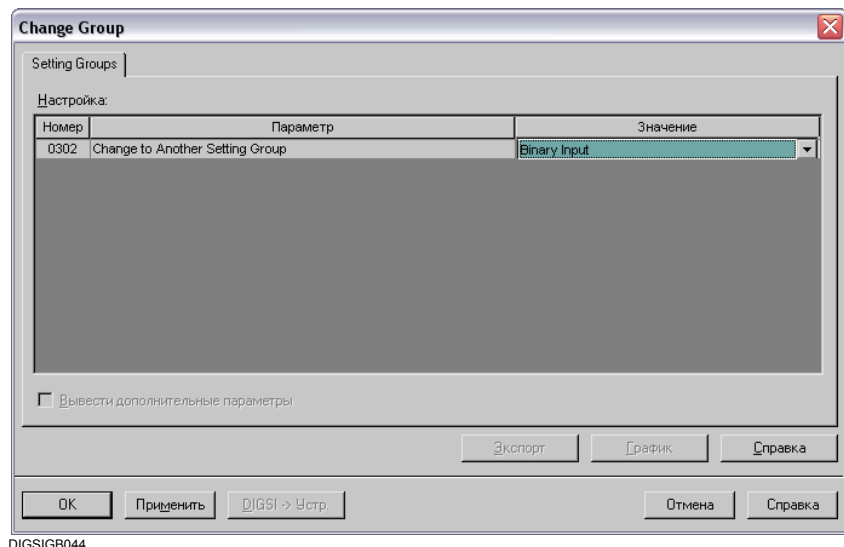 Change Group
Setting Groups
Настройка:
Номер Параметр Значение
0302 Change to Another Setting Group Binary Input
Вывести дополнительные параметры
Экспорт График Справка
OK Применить DIGSI -> Устр. Отмена Справка
DIGSIGB044